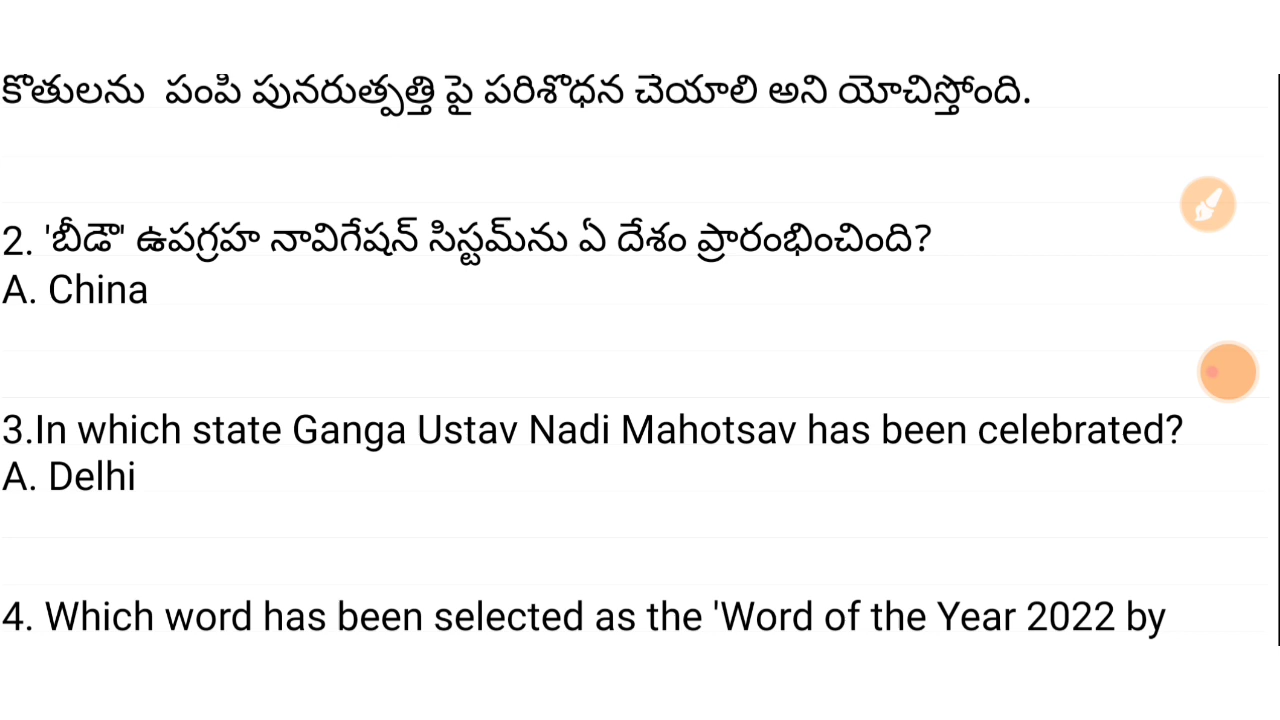 కోతులను పంపి పునరుత్పత్తి పై పరిశోధన చేయాలి అని యోచిస్తోంది.
2. 'బీడౌ' ఉపగ్రహ నావిగేషన్ సిస్టమ్‌ను ఏ దేశం ప్రారంభించింది?
A. China
3.In which state Ganga Ustav Nadi Mahotsav has been celebrated?
A. Delhi
4. Which word has been selected as the 'Word of the Year 2022 by